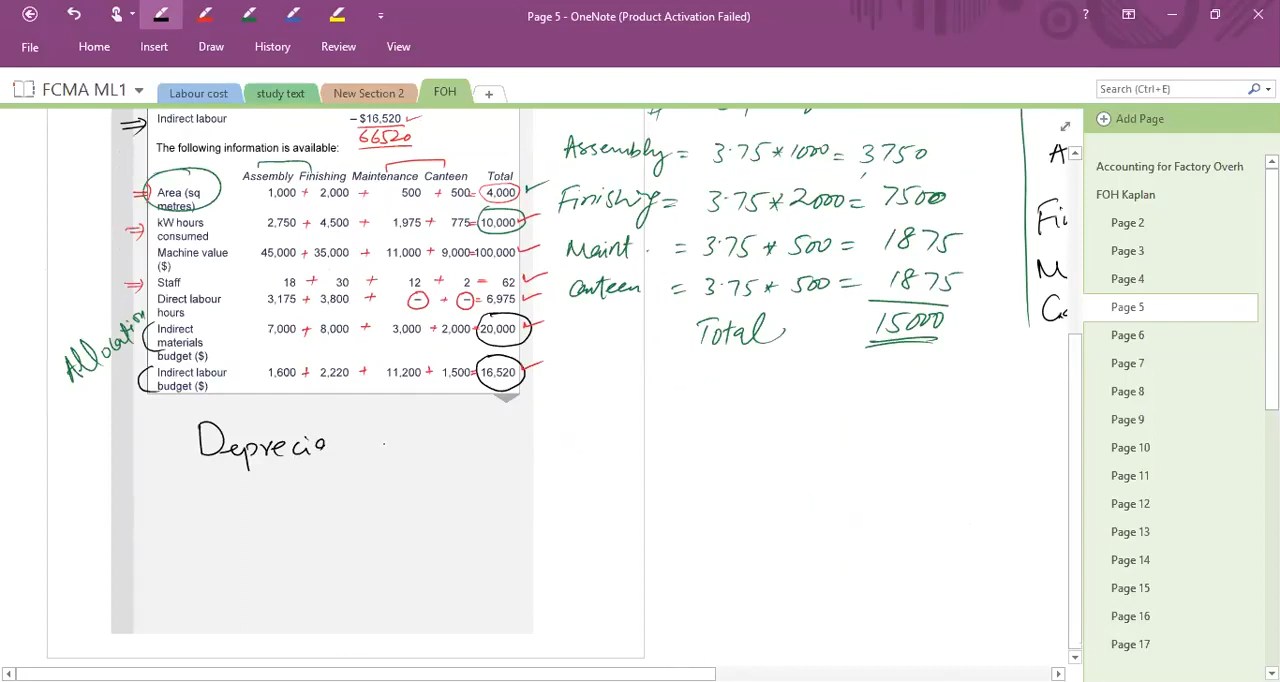 Page 5 - OneNote (Product Activation Failed)
?
File Home Insert Draw History Review View
FCMA ML1
Labour cost study text New Section 2 FOH +
Search (Ctrl+E)
Add Page
Accounting for Factory Overh
FOH Kaplan
Page 2
Page 3
Page 4
Page 5
Page 6
Page 7
Page 8
Page 9
Page 10
Page 11
Page 12
Page 13
Page 14
Page 15
Page 16
Page 17
Indirect labour - $16,520
66520
The following information is available:
Assembly Finishing Maintenance Canteen Total
Area (sq metres) 1,000 + 2,000 + 500 + 500 = 4,000
kW hours consumed 2,750 + 4,500 + 1,975 + 775 = 10,000
Machine value ($) 45,000 + 35,000 + 11,000 + 9,000 = 100,000
Staff 18 + 30 + 12 + 2 = 62
Direct labour hours 3,175 + 3,800 + - + - = 6,975
Indirect materials budget ($) 7,000 + 8,000 + 3,000 + 2,000 = 20,000
Indirect labour budget ($) 1,600 + 2,220 + 11,200 + 1,500 = 16,520
Allocation
Deprecia
Assembly = 3.75 * 1000 = 3750
Finishing = 3.75 * 2000 = 7500
Maint. = 3.75 * 500 = 1875
Canteen = 3.75 * 500 = 1875
Total 15000
A
Fi
M
Ca